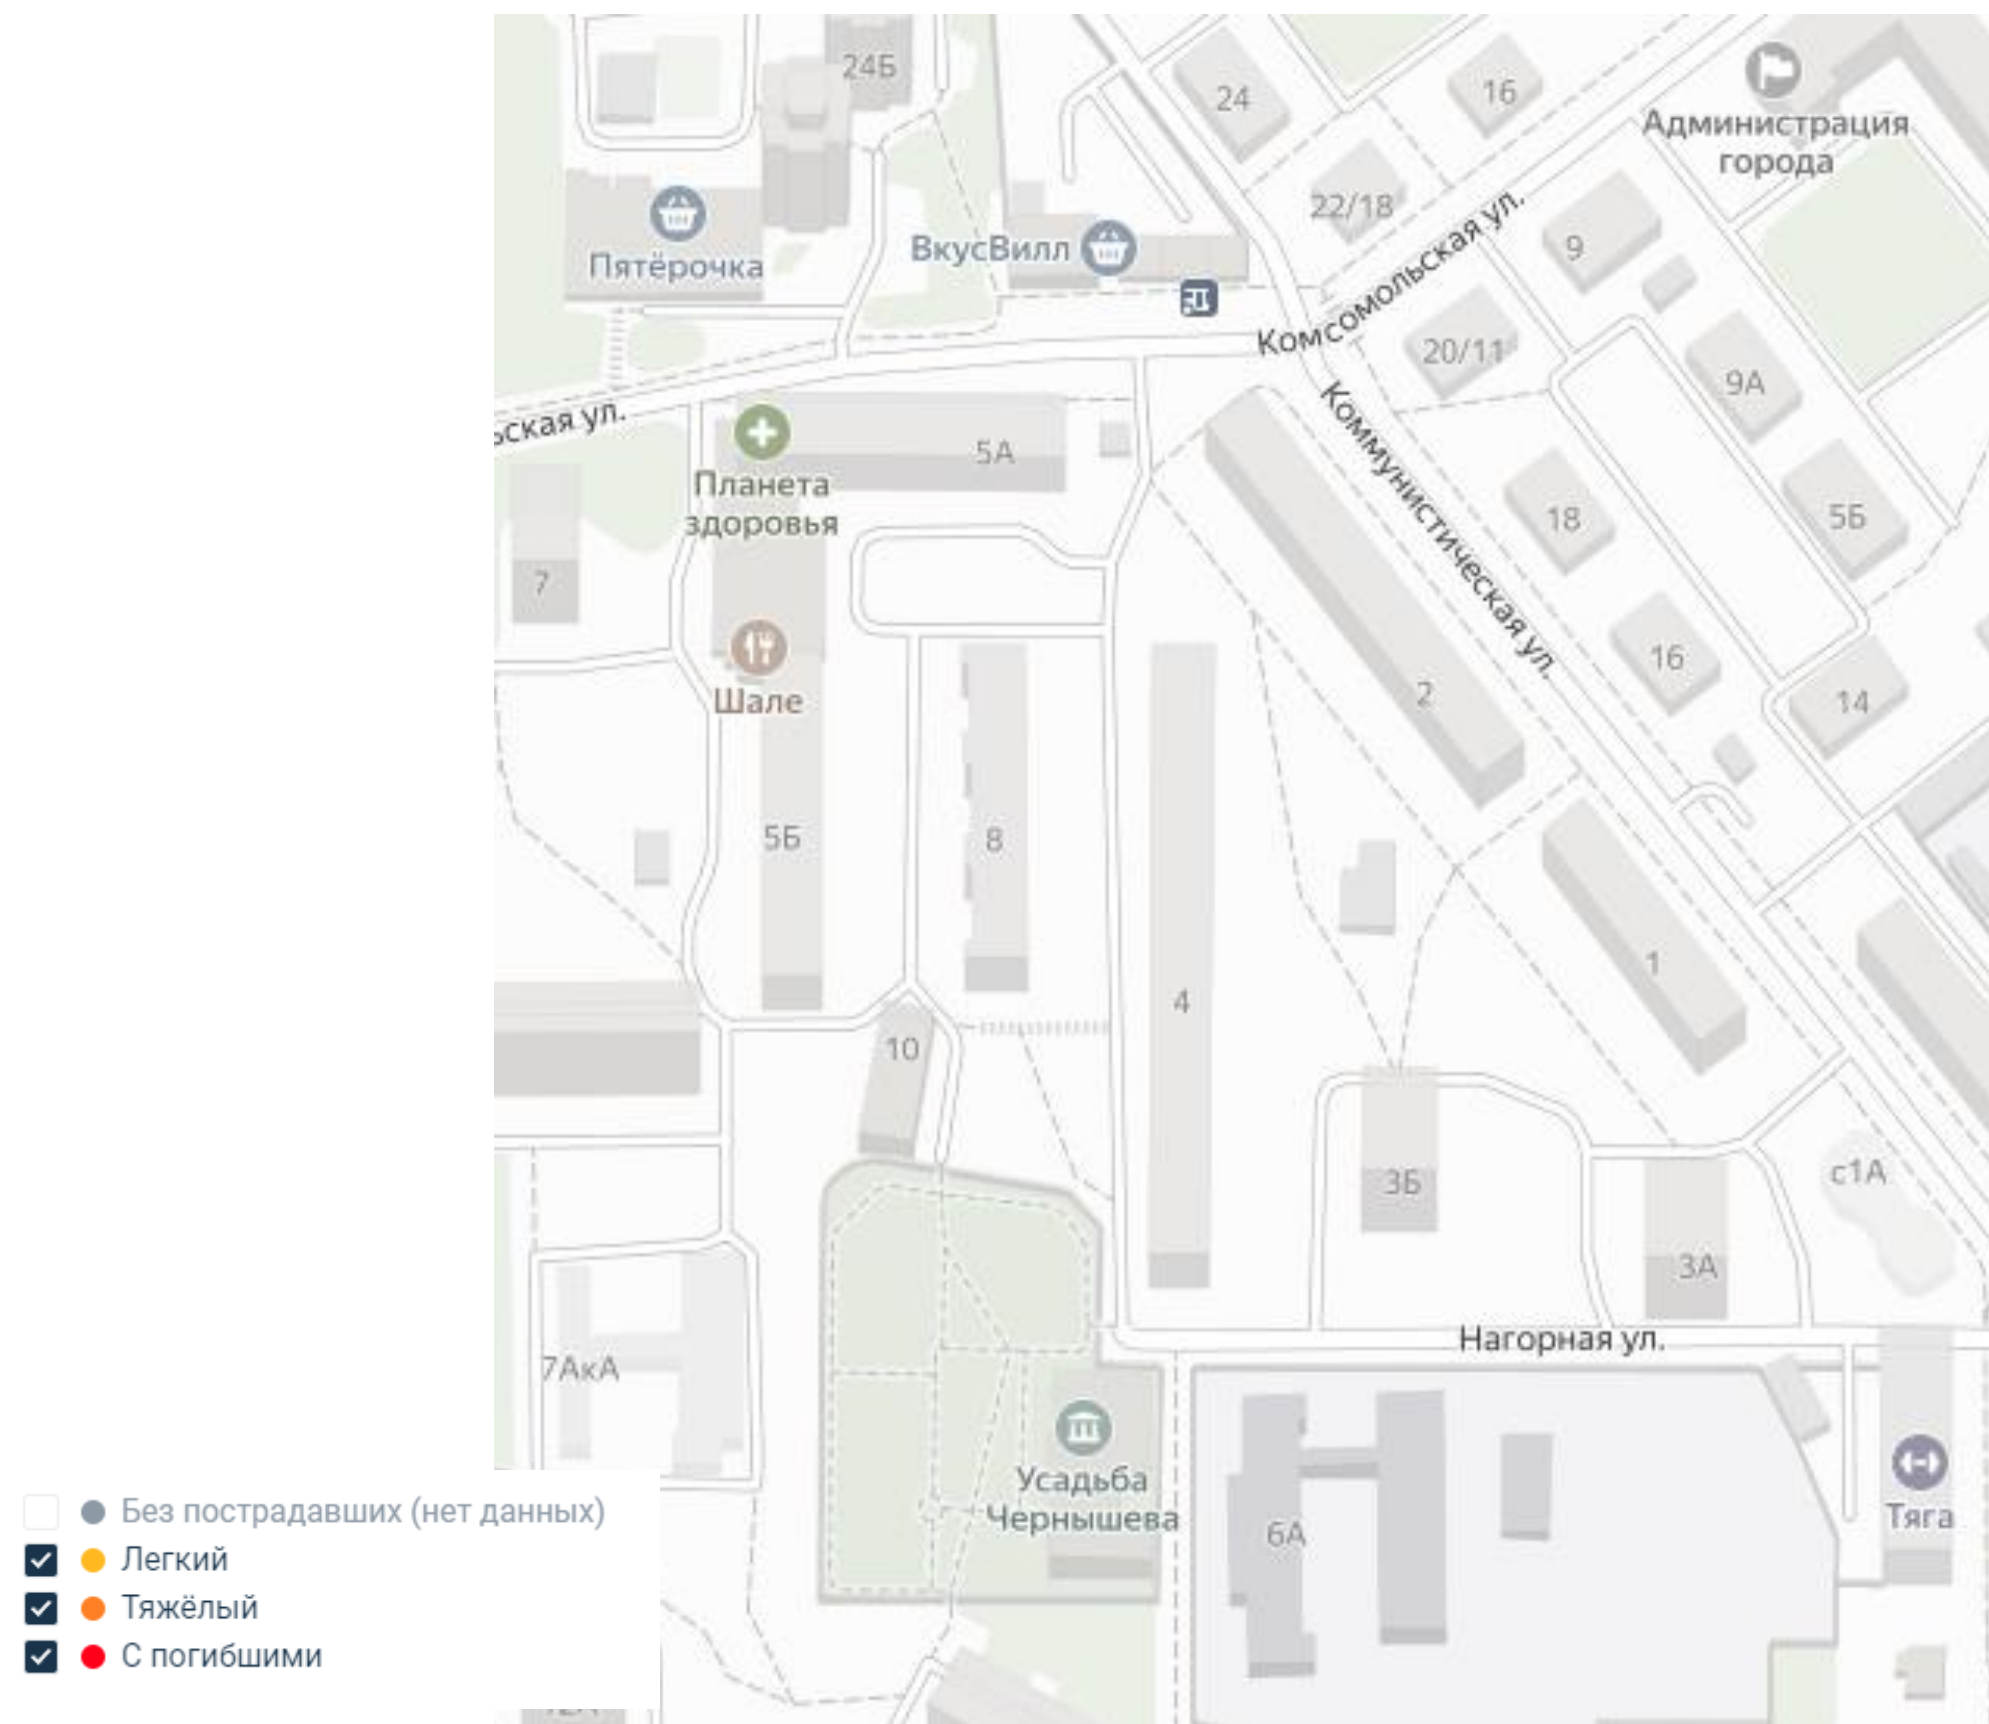 24Б
24
16
Администрация
города
22/18
Пятёрочка
ВкусВилл
Комсомольская ул.
9
20/11
9А
ьская ул.
5А
Планета
здоровья
Коммунистическая ул.
18
5Б
7
16
14
Шале
2
5Б
8
1
4
10
3Б
с1А
3А
Нагорная ул.
7АкА
Усадьба
Чернышева
6А
Тяга
Без пострадавших (нет данных)
Легкий
Тяжёлый
С погибшими